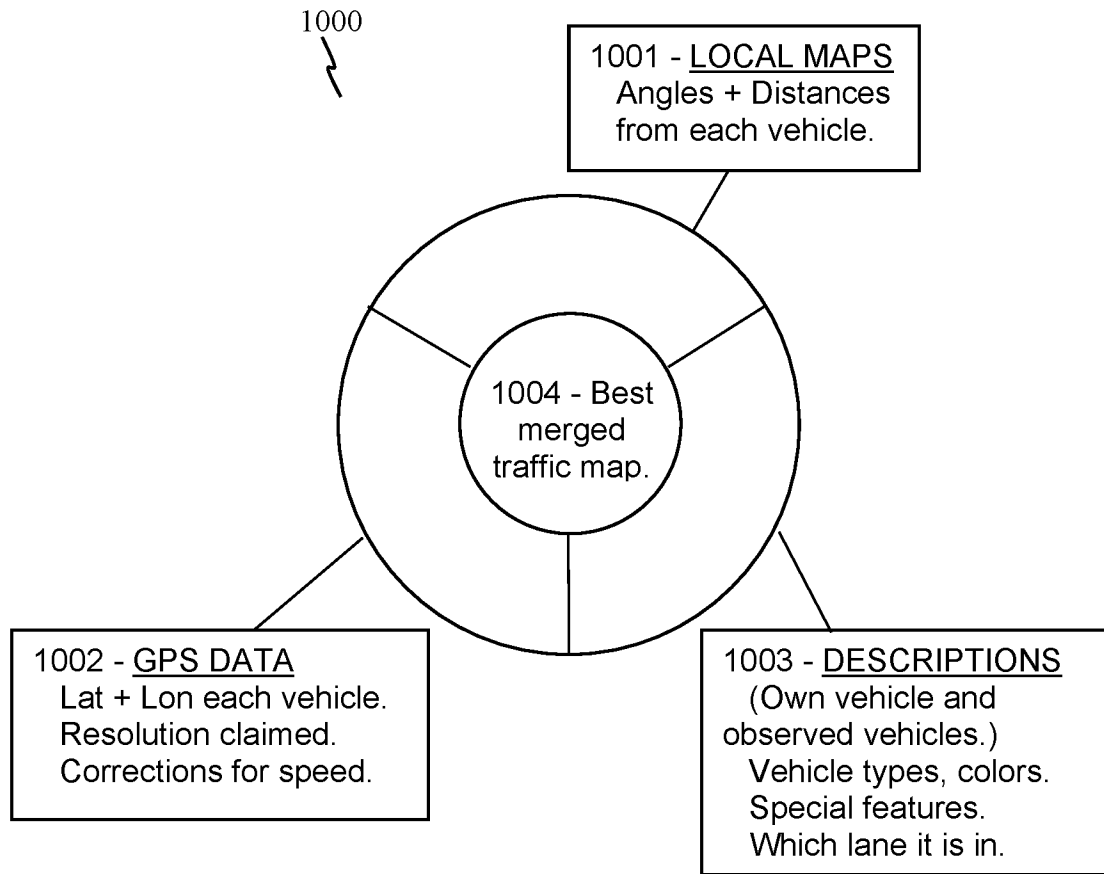 1000
1001 - LOCAL MAPS
Angles + Distances
from each vehicle.
1004 - Best
merged
traffic map.
1002 - GPS DATA
Lat + Lon each vehicle.
Resolution claimed.
Corrections for speed.
1003 - DESCRIPTIONS
(Own vehicle and
observed vehicles.)
Vehicle types, colors.
Special features.
Which lane it is in.